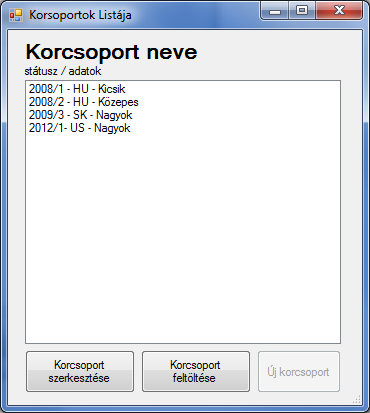 Korsoportok Listája
Korcsoport neve
státusz / adatok
2008/1 - HU - Kicsik
2008/2 - HU - Közepes
2009/3 - SK - Nagyok
2012/1- US - Nagyok
Korcsoport
szerkesztése
Korcsoport
feltöltése
Új korcsoport